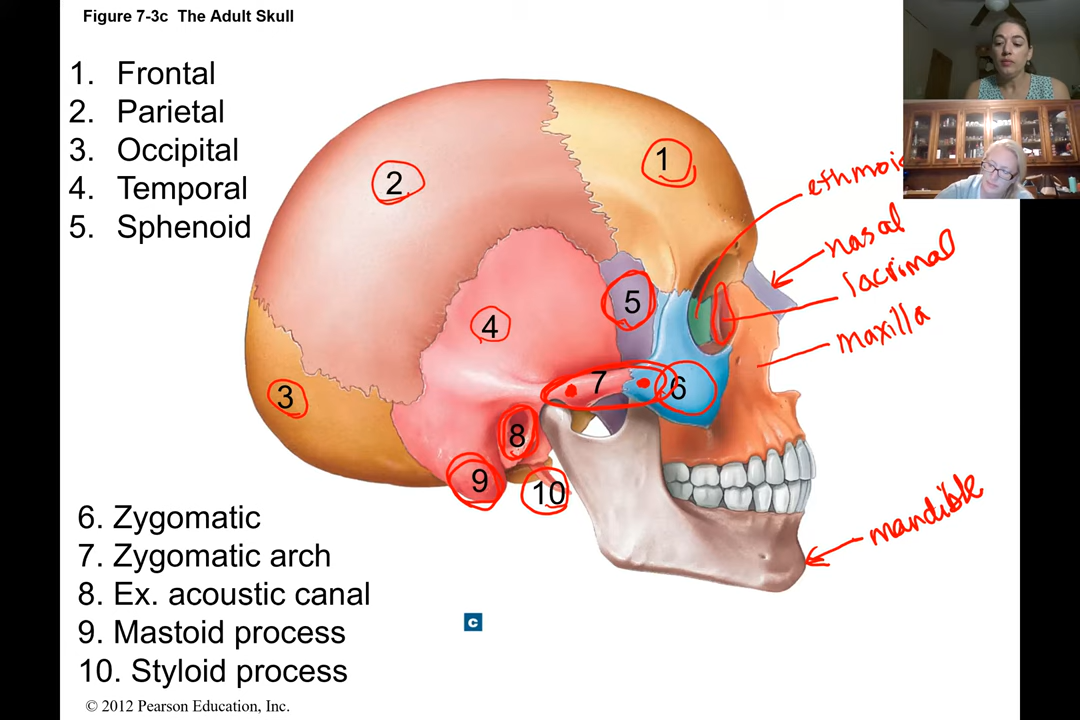 Figure 7-3c The Adult Skull
1. Frontal
2. Parietal
3. Occipital
4. Temporal
5. Sphenoid
1
2
ethmoi
nasal
lacrimal
5
4
maxilla
7
6
3
8
9
10
mandible
6. Zygomatic
7. Zygomatic arch
8. Ex. acoustic canal
9. Mastoid process
10. Styloid process
c
© 2012 Pearson Education, Inc.